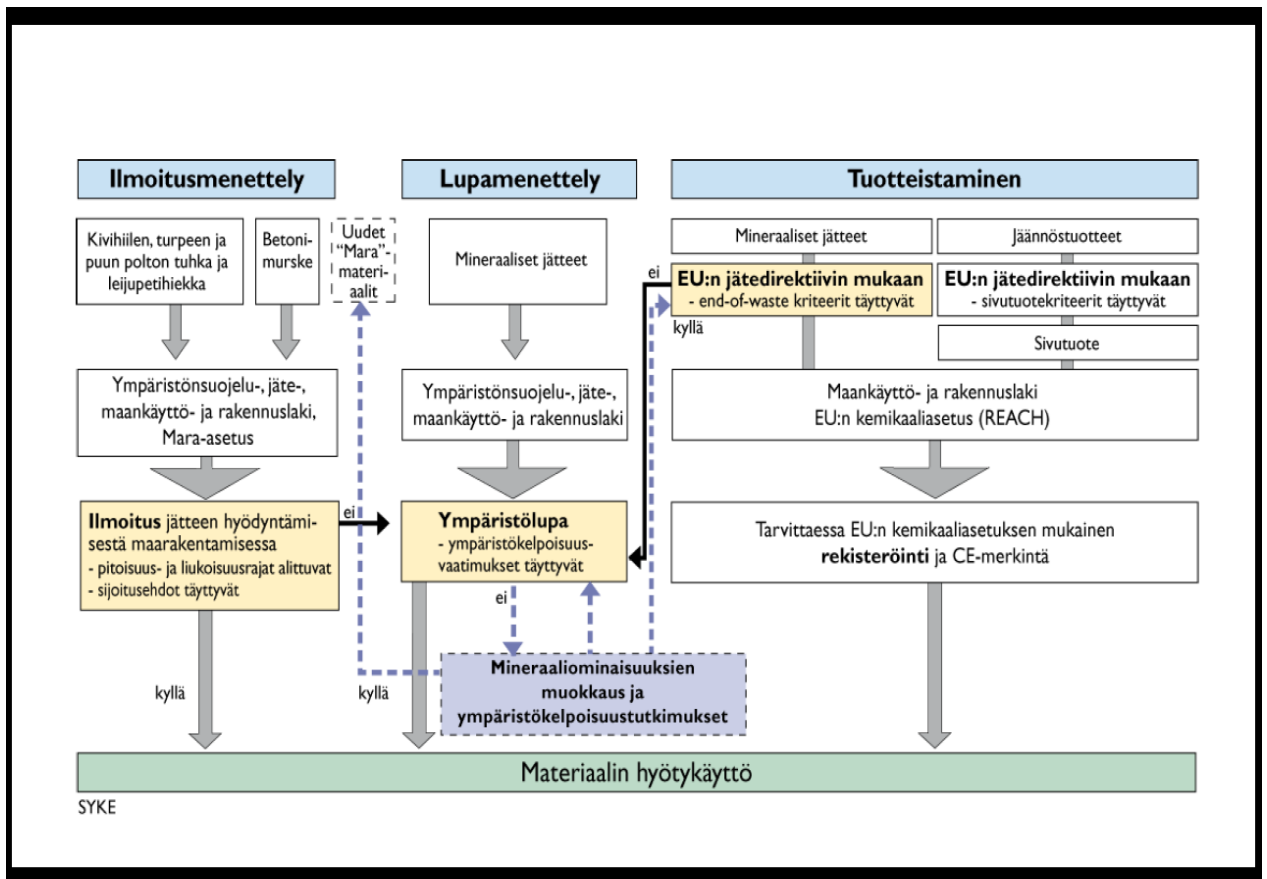 Ilmoitusmenettely
Kivihiilen, turpeen ja
puun polton tuhka ja
leijupetihiekka
Betoni-
murske
Uudet
“Mara”-
materi-
aalit
Ympäristönsuojelu-, jäte-,
maankäyttö- ja rakennuslaki,
Mara-asetus
Ilmoitus jätteen hyödyntämi-
sestä maarakentamisessa
- pitoisuus- ja liukoisuusrajat alittuvat
- sijoitusehdot täyttyvät
ei
kyllä
Lupamenettely
Mineraaliset jätteet
Ympäristönsuojelu-, jäte-,
maankäyttö- ja rakennuslaki
Ympäristölupa
- ympäristökelpoisuus-
vaatimukset täyttyvät
ei
kyllä
Mineraaliominaisuuksien
muokkaus ja
ympäristökelpoisuustutkimukset
Tuotteistaminen
Mineraaliset jätteet
ei
EU:n jätedirektiivin mukaan
- end-of-waste kriteerit täyttyvät
kyllä
Jäännöstuotteet
EU:n jätedirektiivin mukaan
- sivutuotekriteerit täyttyvät
Sivutuote
Maankäyttö- ja rakennuslaki
EU:n kemikaaliasetus (REACH)
Tarvittaessa EU:n kemikaaliasetuksen mukainen
rekisteröinti ja CE-merkintä
Materiaalin hyötykäyttö
SYKE